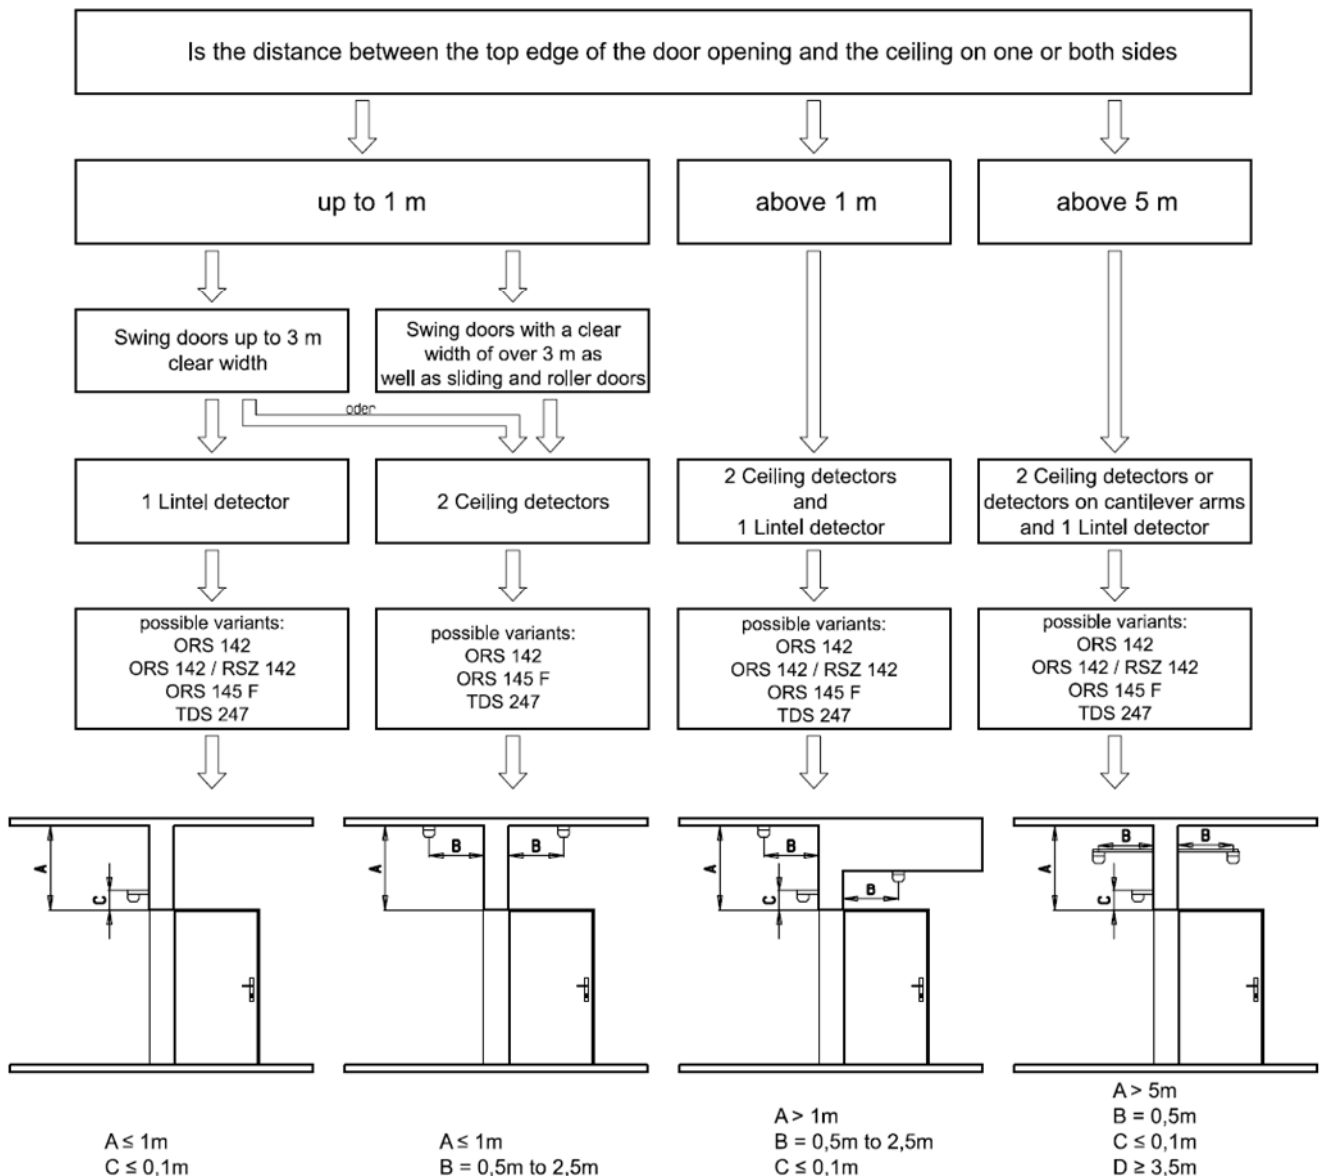 Is the distance between the top edge of the door opening and the ceiling on one or both sides
up to 1 m
above 1 m
above 5 m
Swing doors up to 3 m
clear width
Swing doors with a clear
width of over 3 m as
well as sliding and roller doors
oder
1 Lintel detector
2 Ceiling detectors
2 Ceiling detectors
and
1 Lintel detector
2 Ceiling detectors or
detectors on cantilever arms
and 1 Lintel detector
possible variants:
ORS 142
ORS 142 / RSZ 142
ORS 145 F
TDS 247
possible variants:
ORS 142
ORS 145 F
TDS 247
possible variants:
ORS 142
ORS 142 / RSZ 142
ORS 145 F
TDS 247
possible variants:
ORS 142
ORS 142 / RSZ 142
ORS 145 F
TDS 247
A
C
A
B
B
A
B
C
B
A
B
B
C
A ≤ 1m
C ≤ 0,1m
A ≤ 1m
B = 0,5m to 2,5m
A > 1m
B = 0,5m to 2,5m
C ≤ 0,1m
A > 5m
B = 0,5m
C ≤ 0,1m
D ≥ 3,5m